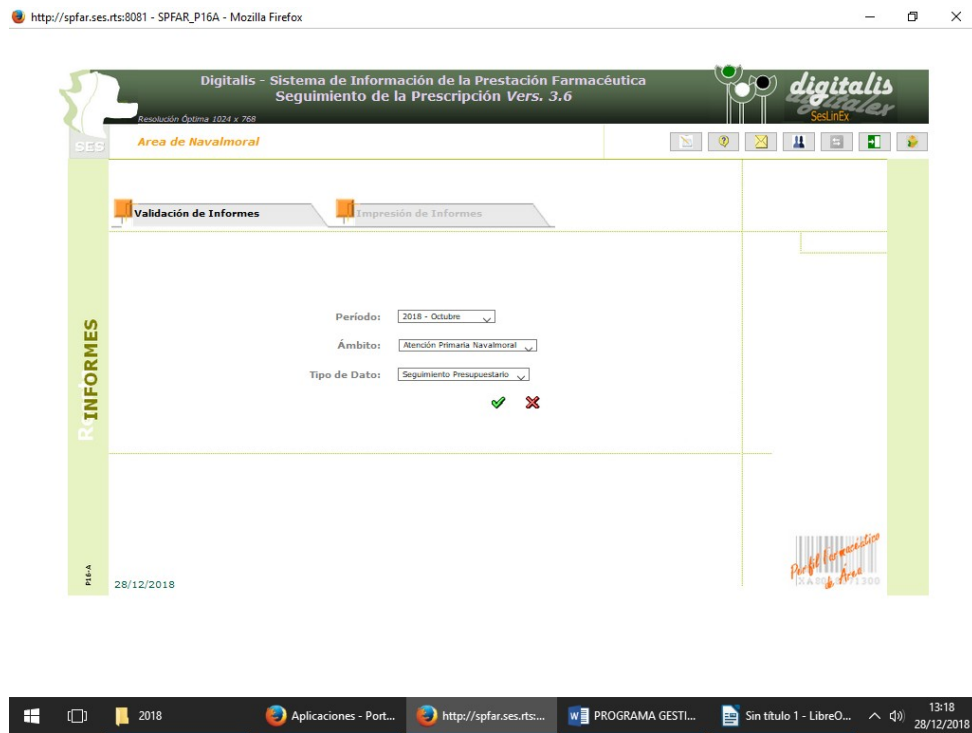 http://spfar.ses.rts:8081 - SPFAR_P16A - Mozilla Firefox
Digitalis - Sistema de Información de la Prestación Farmacéutica
Seguimiento de la Prescripción Vers. 3.6
Resolución Óptima 1024 x 768
digitalis
SesLinEx
SES
Area de Navalmoral
Validación de Informes
Impresión de Informes
Período:
2018 - Octubre
Ámbito:
Atención Primaria Navalmoral
Tipo de Dato:
Seguimiento Presupuestario
INFORMES
P16-A
28/12/2018
Perfil Farmacéutico
de Área
2018
Aplicaciones - Port...
http://spfar.ses.rts:...
PROGRAMA GESTI...
Sin título 1 - LibreO...
13:18
28/12/2018